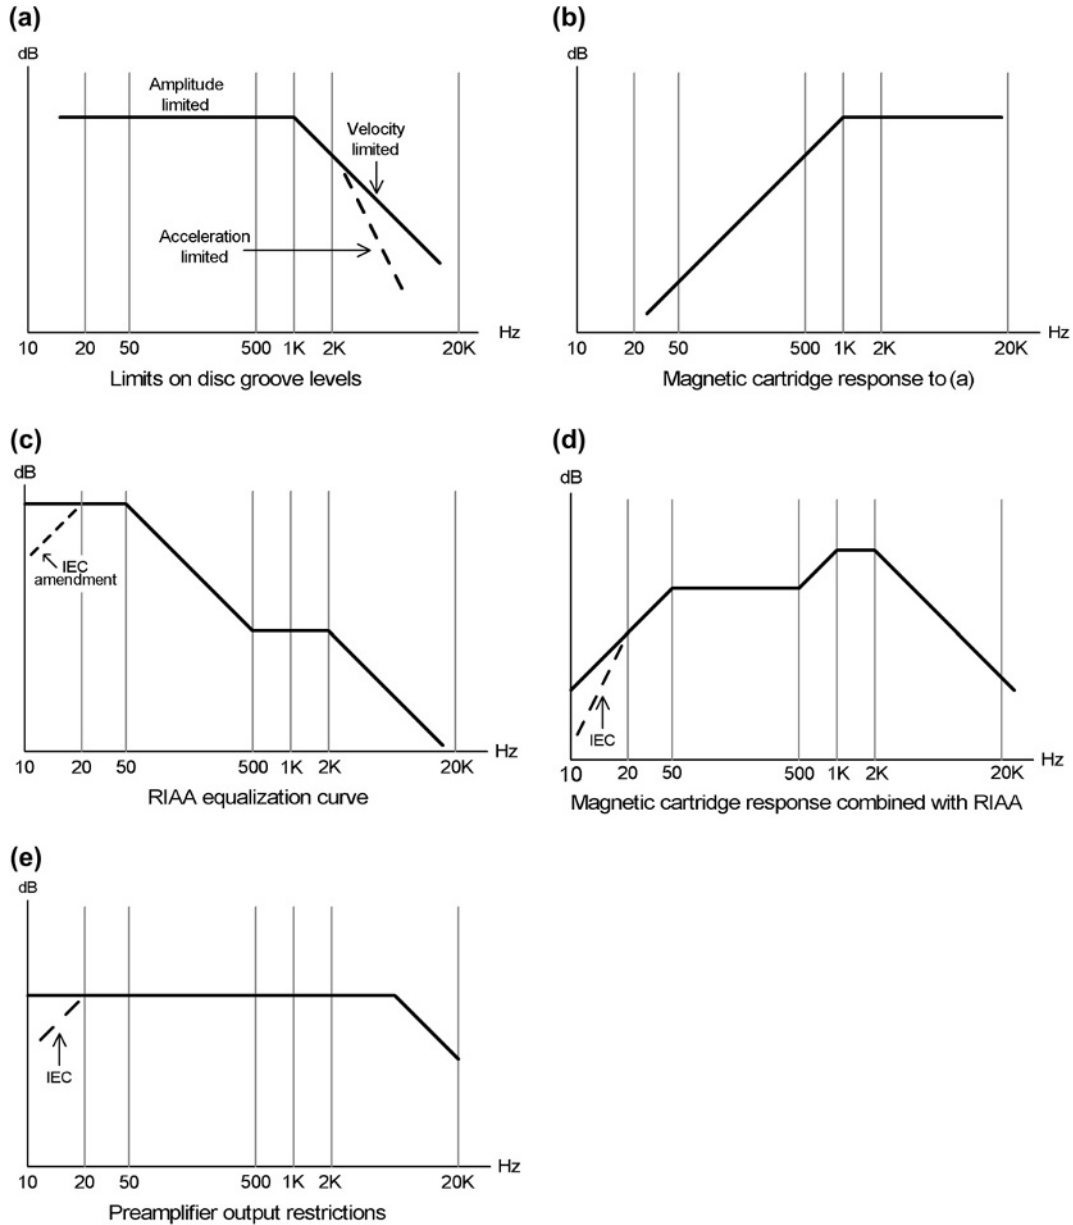 (a)
dB
Amplitude
limited
Velocity
limited
Acceleration
limited
Hz
10 20 50 500 1K 2K 20K
Limits on disc groove levels
(b)
dB
Hz
10 20 50 500 1K 2K 20K
Magnetic cartridge response to (a)
(c)
dB
IEC
amendment
Hz
10 20 50 500 1K 2K 20K
RIAA equalization curve
(d)
dB
IEC
Hz
10 20 50 500 1K 2K 20K
Magnetic cartridge response combined with RIAA
(e)
dB
IEC
Hz
10 20 50 500 1K 2K 20K
Preamplifier output restrictions